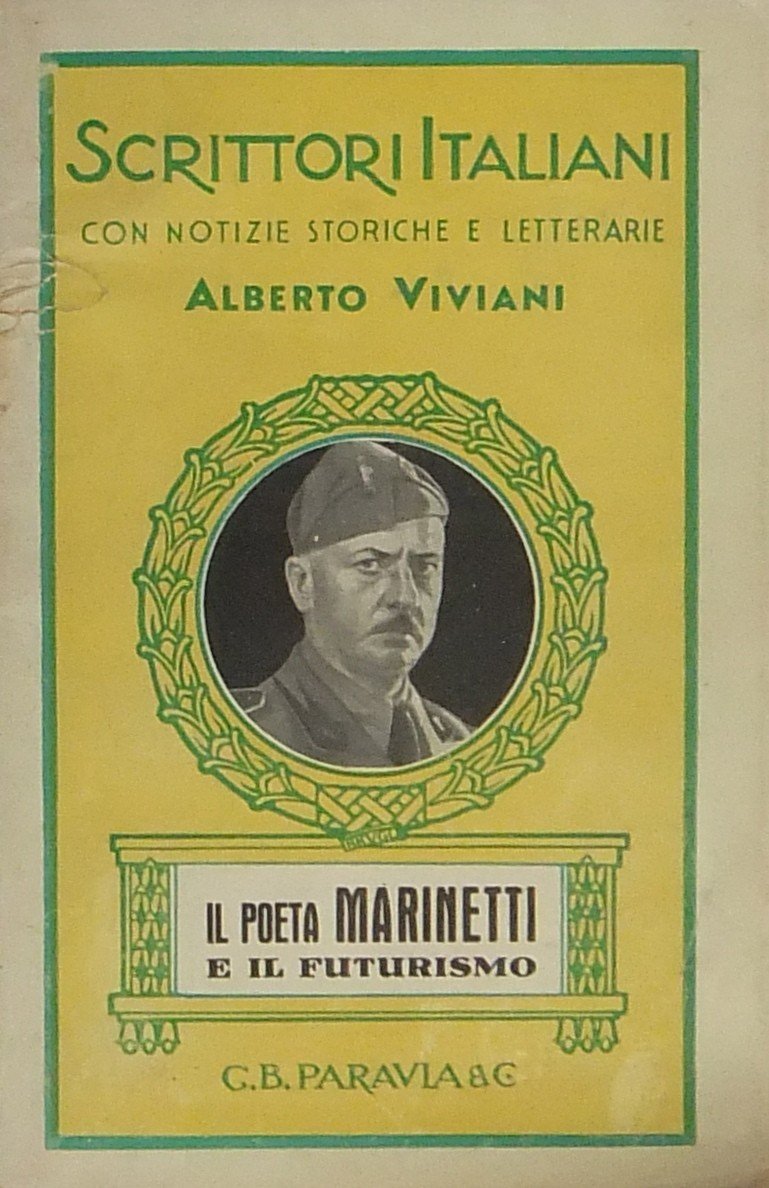 SCRITTORI ITALIANI
CON NOTIZIE STORICHE E LETTERARIE
ALBERTO VIVIANI
IL POETA MARINETTI
E IL FUTURISMO
G.B. PARAVIA & C.